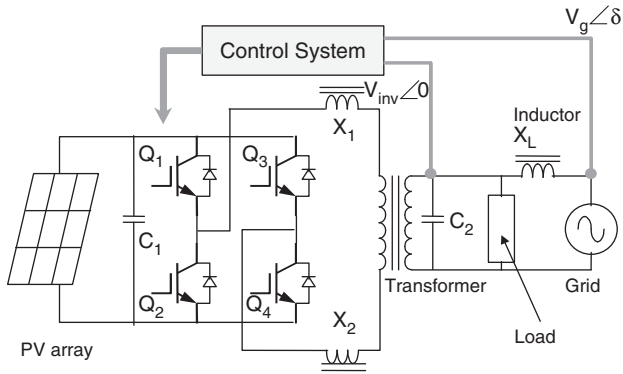 V_g∠δ
Control System
V_inv∠0
Inductor
X_L
X_1
Q_1
Q_3
C_1
C_2
Q_2
Q_4
Transformer
Grid
X_2
Load
PV array